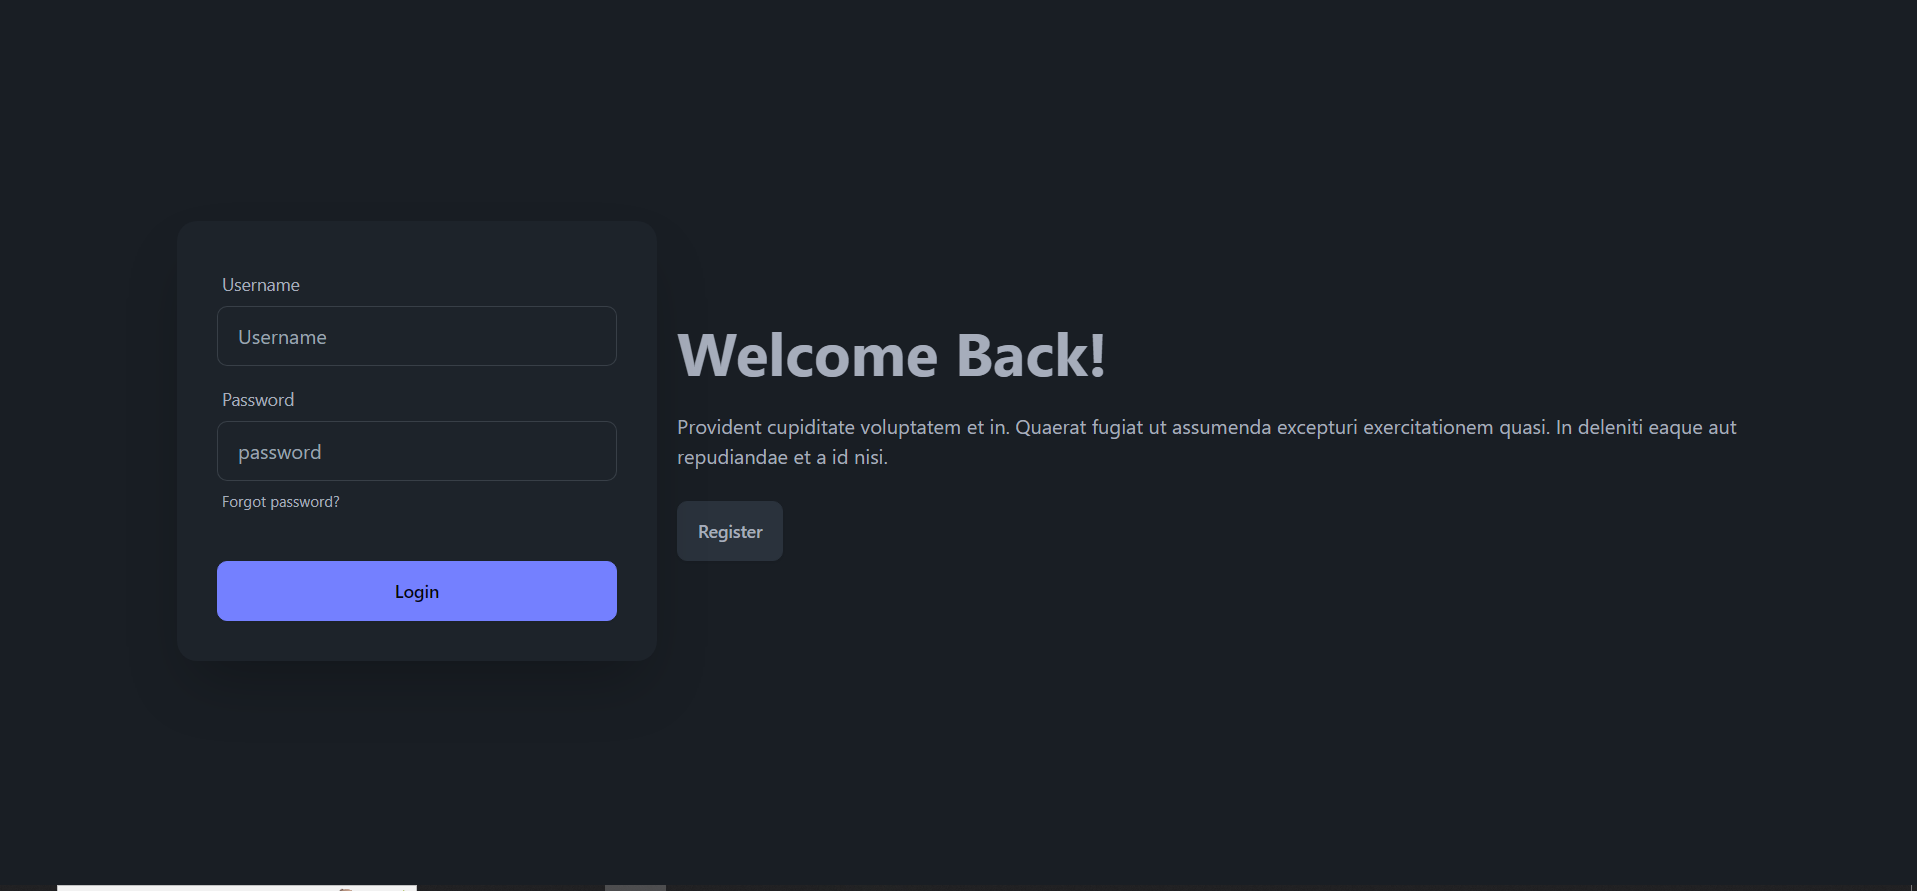 Username
Username
Password
password
Forgot password?
Login
Welcome Back!
Provident cupiditate voluptatem et in. Quaerat fugiat ut assumenda excepturi exercitationem quasi. In deleniti eaque aut
repudiandae et a id nisi.
Register